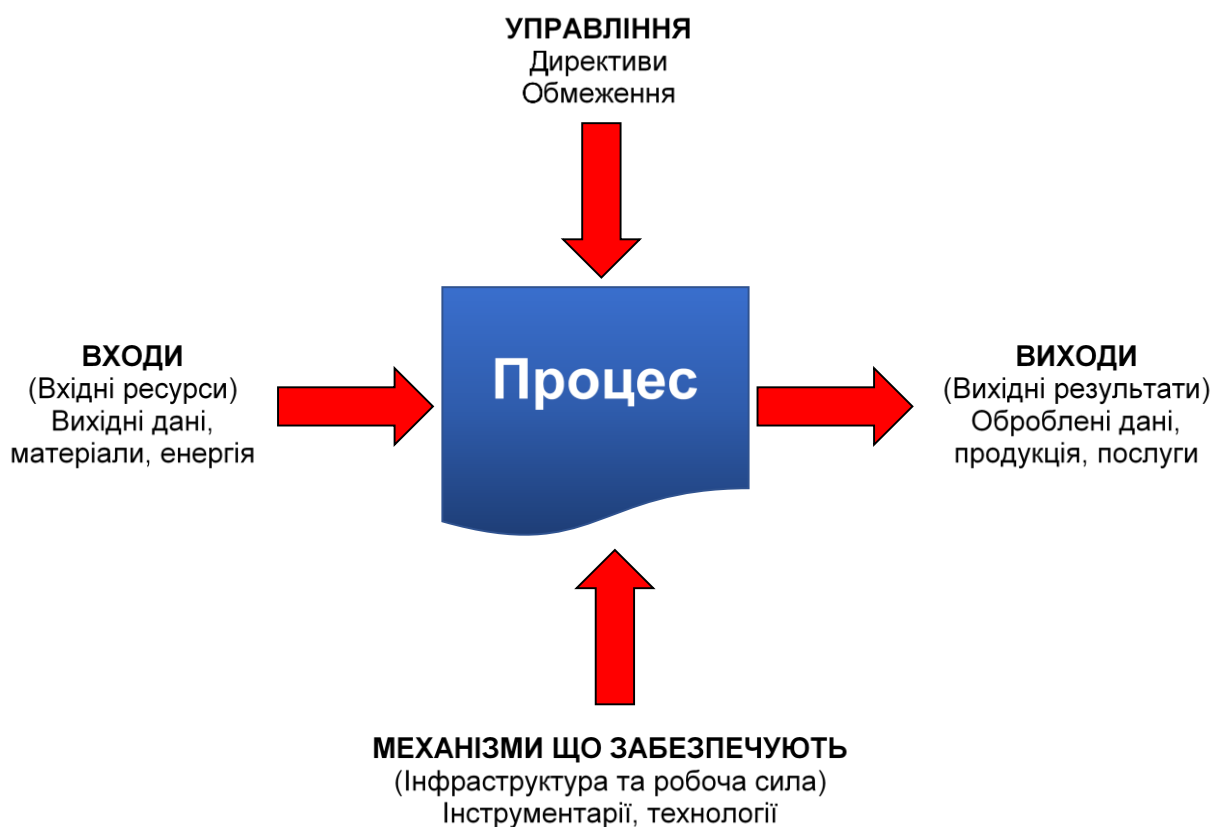 УПРАВЛІННЯ
Директиви
Обмеження
ВХОДИ
(Вхідні ресурси)
Вихідні дані,
матеріали, енергія
Процес
ВИХОДИ
(Вихідні результати)
Оброблені дані,
продукція, послуги
МЕХАНІЗМИ ЩО ЗАБЕЗПЕЧУЮТЬ
(Інфраструктура та робоча сила)
Інструментарії, технології